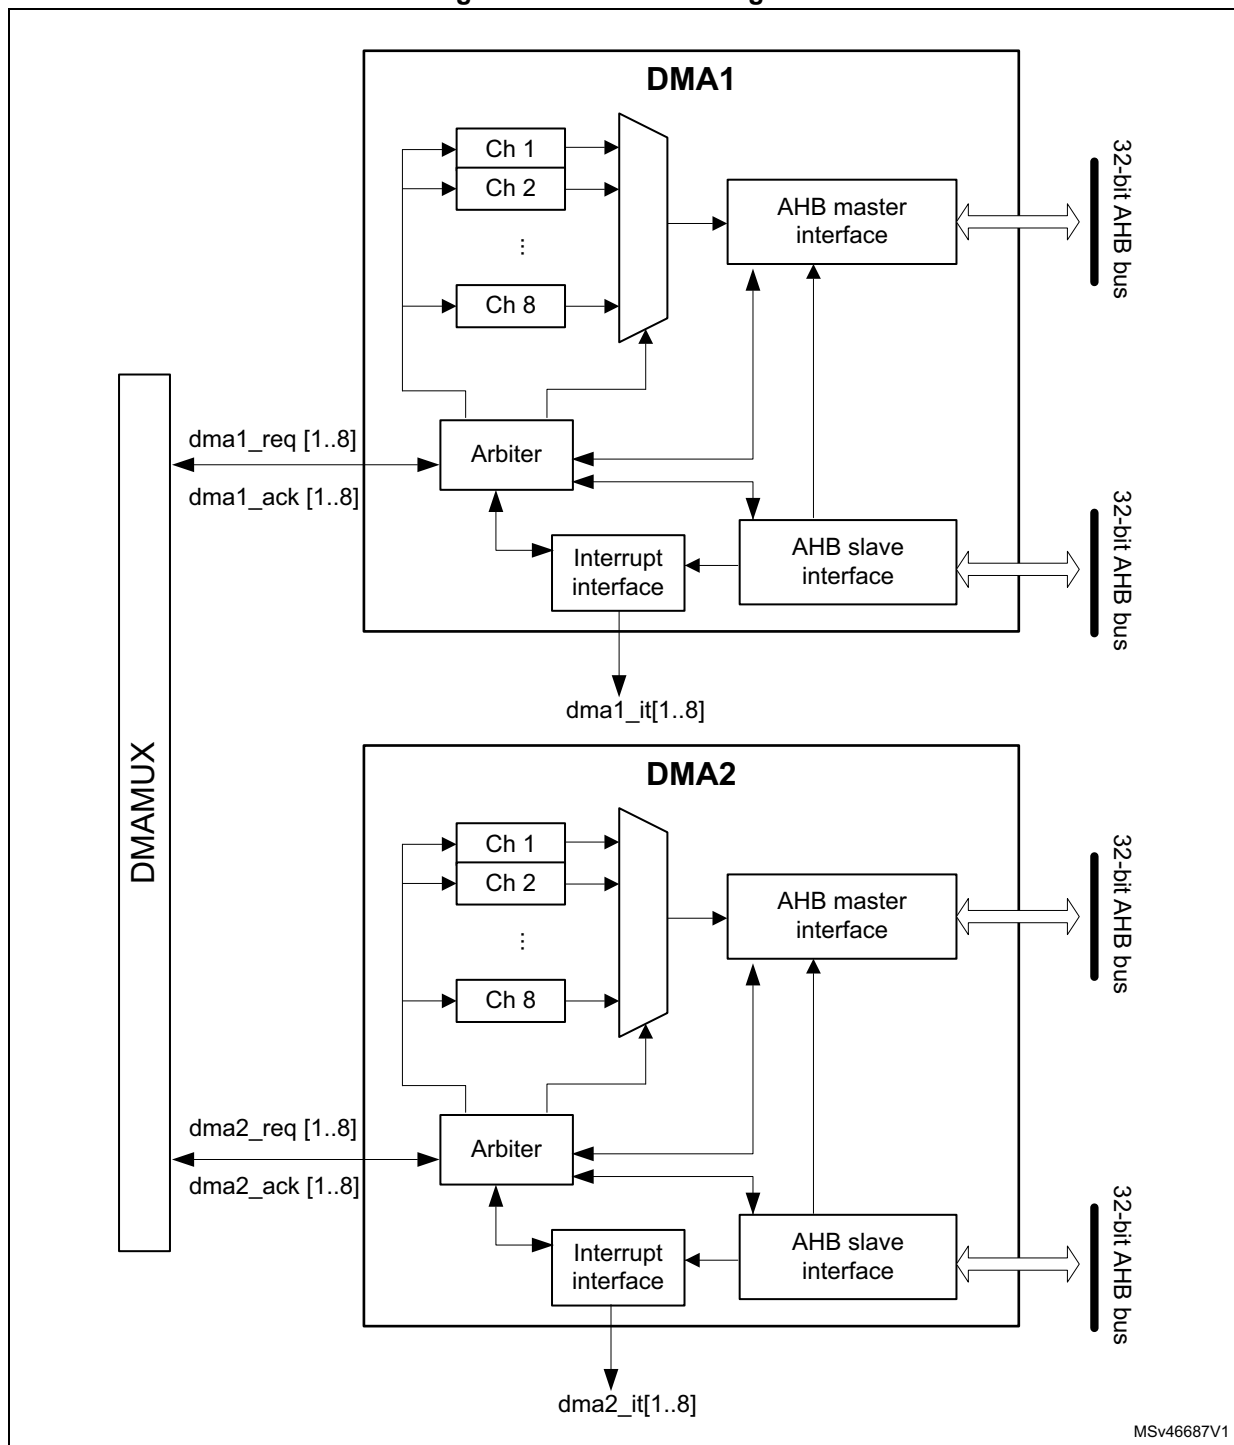 DMA1
Ch 1
Ch 2
...
Ch 8
AHB master
interface
32-bit AHB bus
dma1_req [1..8]
dma1_ack [1..8]
Arbiter
Interrupt
interface
AHB slave
interface
32-bit AHB bus
dma1_it[1..8]
DMAMUX
DMA2
Ch 1
Ch 2
...
Ch 8
AHB master
interface
32-bit AHB bus
dma2_req [1..8]
dma2_ack [1..8]
Arbiter
Interrupt
interface
AHB slave
interface
32-bit AHB bus
dma2_it[1..8]
MSv46687V1